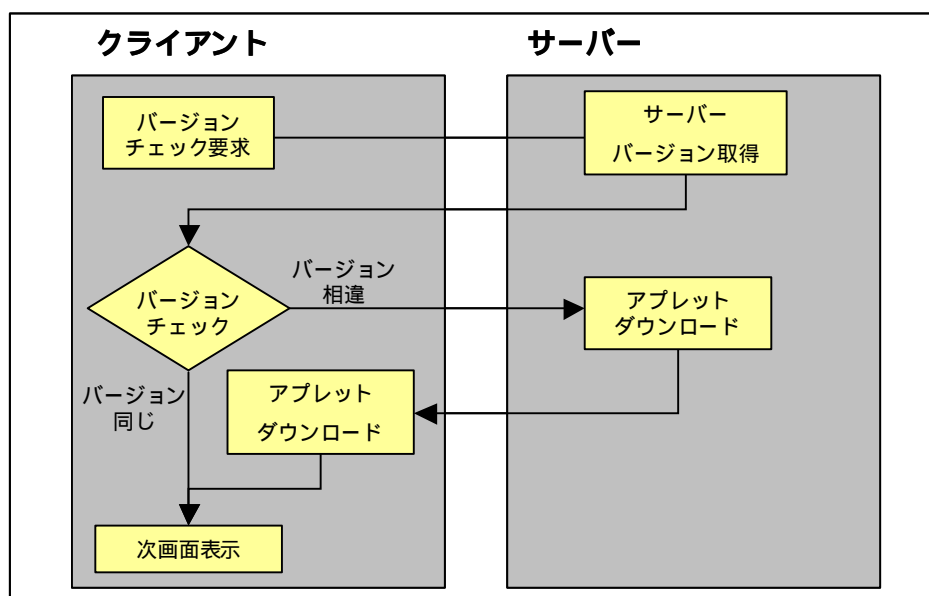 クライアント
サーバー
バージョン
チェック要求
サーバー
バージョン取得
バージョン
チェック
バージョン
相違
アプレット
ダウンロード
バージョン
同じ
アプレット
ダウンロード
次画面表示